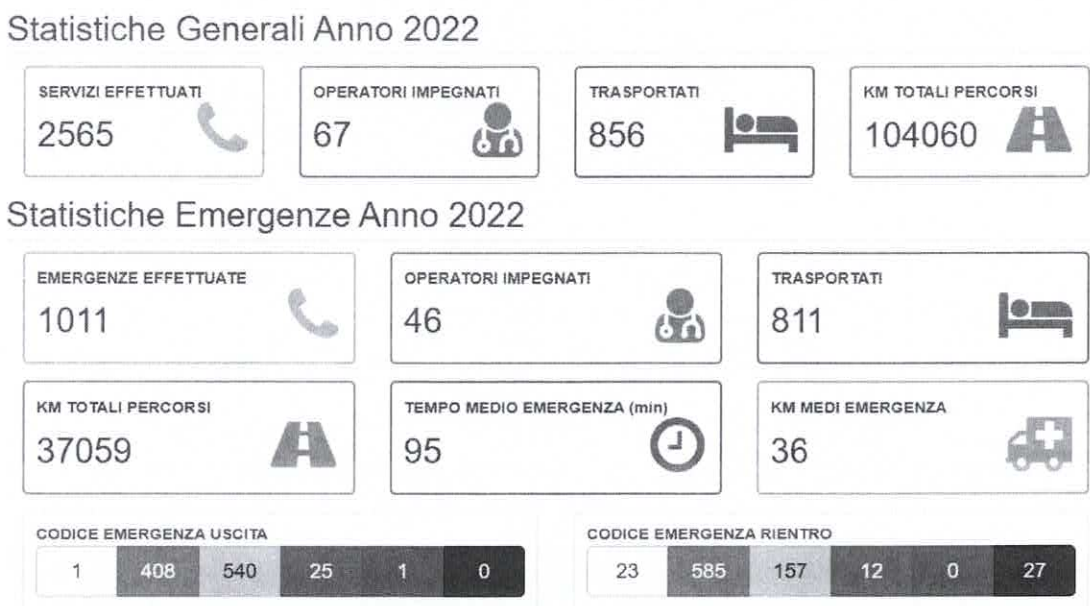 Statistiche Generali Anno 2022
SERVIZI EFFETTUATI
2565
OPERATORI IMPEGNATI
67
TRASPORTATI
856
KM TOTALI PERCORSI
104060
Statistiche Emergenze Anno 2022
EMERGENZE EFFETTUATE
1011
OPERATORI IMPEGNATI
46
TRASPORTATI
811
KM TOTALI PERCORSI
37059
TEMPO MEDIO EMERGENZA (min)
95
KM MEDI EMERGENZA
36
CODICE EMERGENZA USCITA
1 408 540 25 1 0
CODICE EMERGENZA RIENTRO
23 585 157 12 0 27